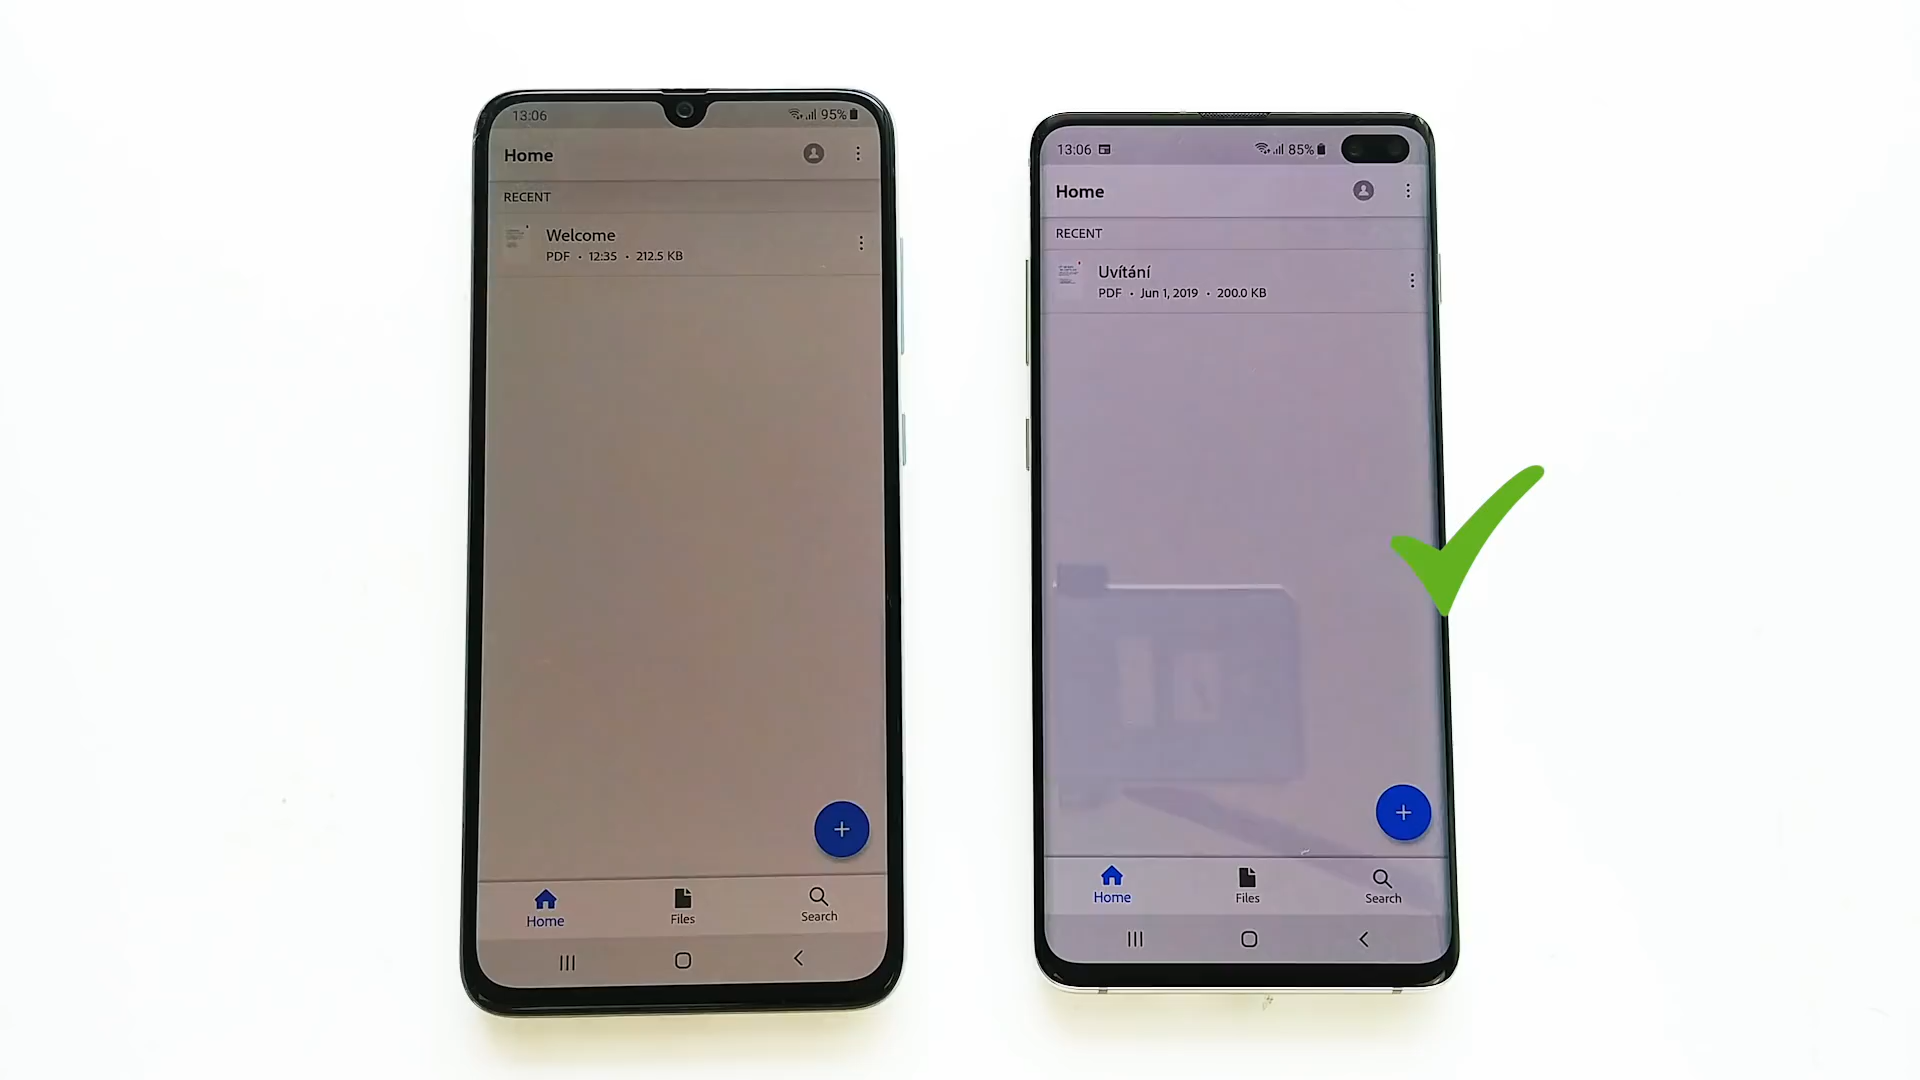 13:06 95%
Home
RECENT
Welcome
PDF • 12:35 • 212.5 KB
+
Home Files Search
13:06 85%
Home
RECENT
Uvítání
PDF • Jun 1, 2019 • 200.0 KB
+
Home Files Search